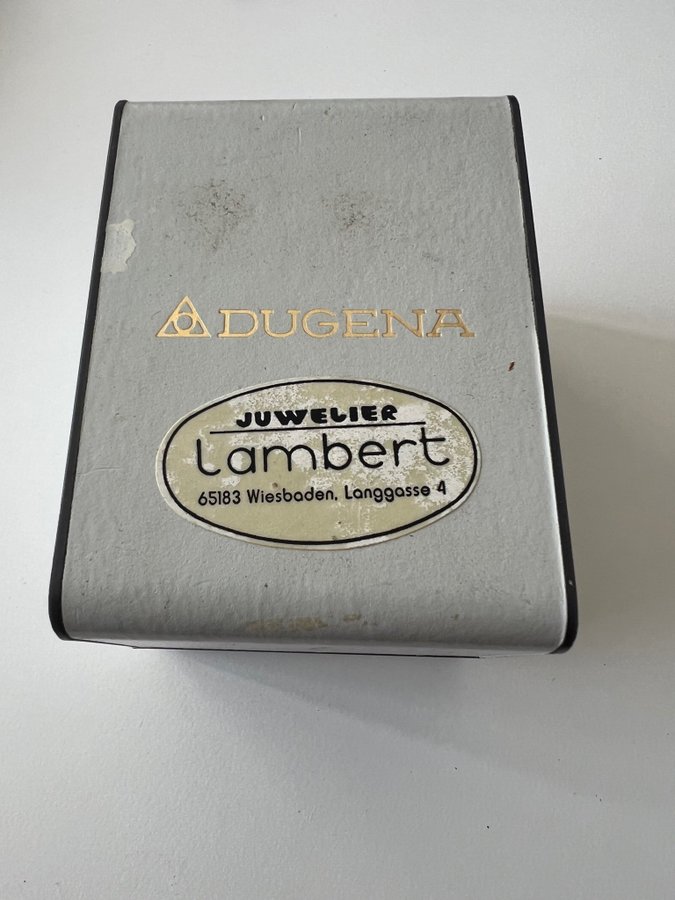 DUGENA
JUWELIER
Lambert
65183 Wiesbaden, Langgasse 4